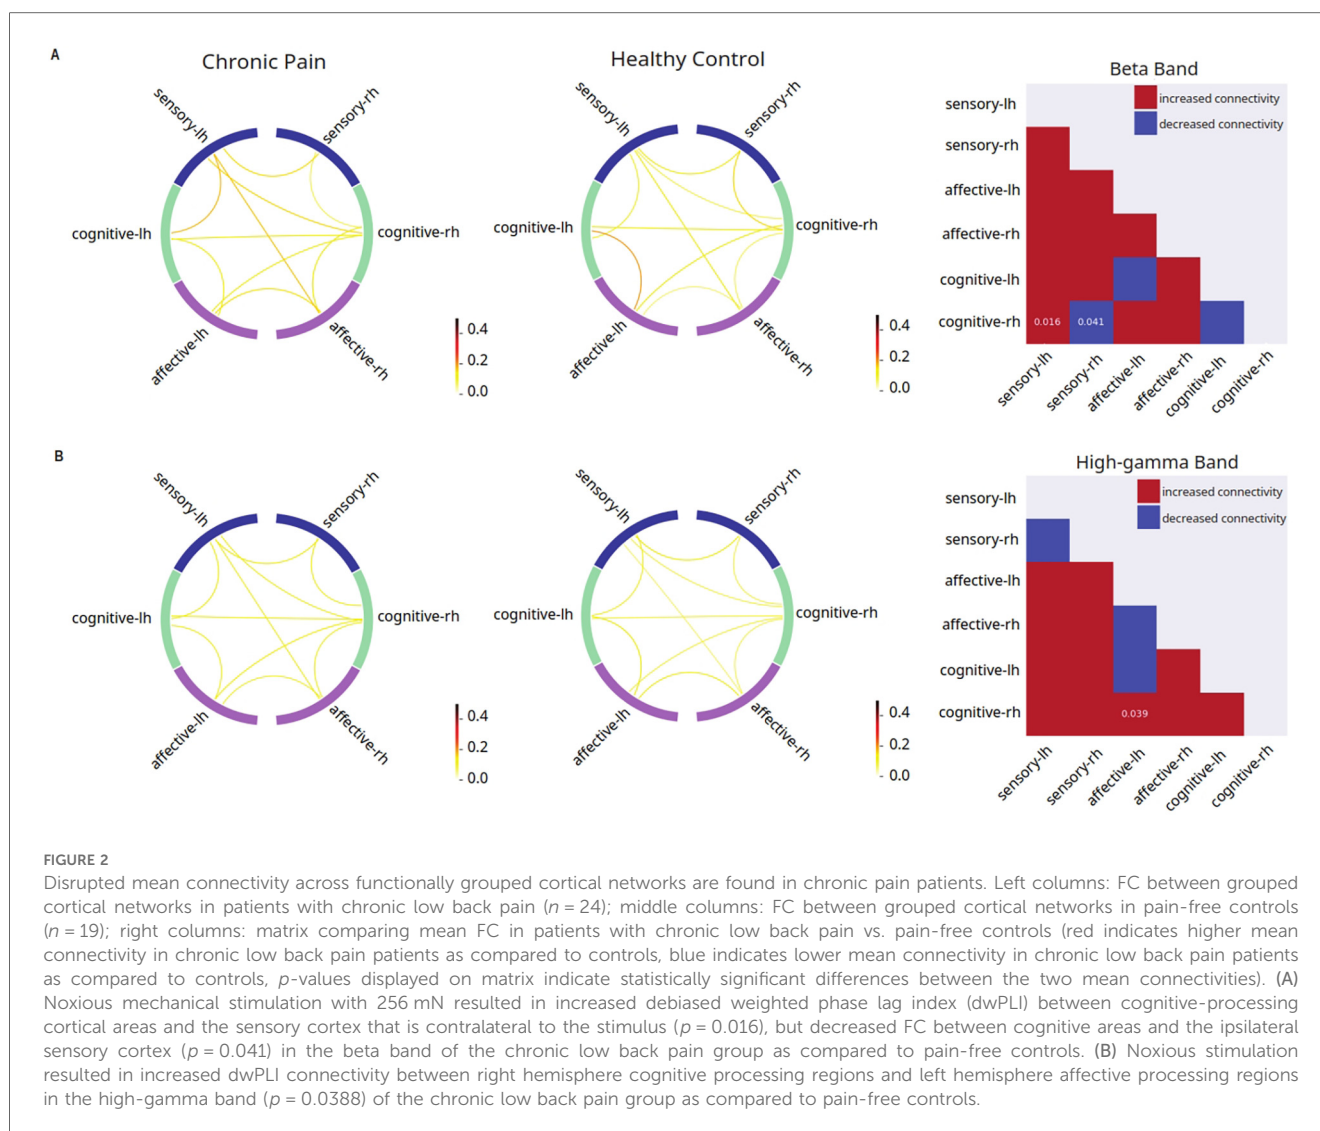 A
Chronic Pain
Healthy Control
Beta Band
sensory-lh
sensory-rh
cognitive-lh
cognitive-rh
affective-lh
affective-rh
0.4
0.2
0.0
sensory-lh
sensory-rh
cognitive-lh
cognitive-rh
affective-lh
affective-rh
0.4
0.2
0.0
increased connectivity
decreased connectivity
sensory-lh
sensory-rh
affective-lh
affective-rh
cognitive-lh
cognitive-rh
0.016
0.041
sensory-lh
sensory-rh
affective-lh
affective-rh
cognitive-lh
cognitive-rh
B
High-gamma Band
sensory-lh
sensory-rh
cognitive-lh
cognitive-rh
affective-lh
affective-rh
0.4
0.2
0.0
sensory-lh
sensory-rh
cognitive-lh
cognitive-rh
affective-lh
affective-rh
0.4
0.2
0.0
increased connectivity
decreased connectivity
sensory-lh
sensory-rh
affective-lh
affective-rh
cognitive-lh
cognitive-rh
0.039
sensory-lh
sensory-rh
affective-lh
affective-rh
cognitive-lh
cognitive-rh
FIGURE 2
Disrupted mean connectivity across functionally grouped cortical networks are found in chronic pain patients. Left columns: FC between grouped
cortical networks in patients with chronic low back pain (n = 24); middle columns: FC between grouped cortical networks in pain-free controls
(n = 19); right columns: matrix comparing mean FC in patients with chronic low back pain vs. pain-free controls (red indicates higher mean
connectivity in chronic low back pain patients as compared to controls, blue indicates lower mean connectivity in chronic low back pain patients
as compared to controls, p-values displayed on matrix indicate statistically significant differences between the two mean connectivities). (A)
Noxious mechanical stimulation with 256 mN resulted in increased debiased weighted phase lag index (dwPLI) between cognitive-processing
cortical areas and the sensory cortex that is contralateral to the stimulus (p = 0.016), but decreased FC between cognitive areas and the ipsilateral
sensory cortex (p = 0.041) in the beta band of the chronic low back pain group as compared to pain-free controls. (B) Noxious stimulation
resulted in increased dwPLI connectivity between right hemisphere cognitive processing regions and left hemisphere affective processing regions
in the high-gamma band (p = 0.0388) of the chronic low back pain group as compared to pain-free controls.